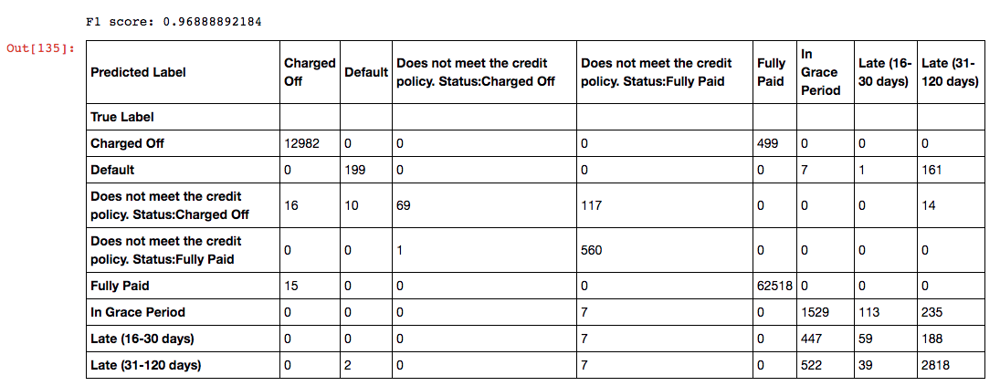 F1 score: 0.96888892184
Out[135]:
Predicted Label Charged Off Default Does not meet the credit policy. Status:Charged Off Does not meet the credit policy. Status:Fully Paid Fully Paid In Grace Period Late (16-30 days) Late (31-120 days)
True Label
Charged Off 12982 0 0 0 499 0 0 0
Default 0 199 0 0 0 7 1 161
Does not meet the credit policy. Status:Charged Off 16 10 69 117 0 0 0 14
Does not meet the credit policy. Status:Fully Paid 0 0 1 560 0 0 0 0
Fully Paid 15 0 0 0 62518 0 0 0
In Grace Period 0 0 0 7 0 1529 113 235
Late (16-30 days) 0 0 0 7 0 447 59 188
Late (31-120 days) 0 2 0 7 0 522 39 2818